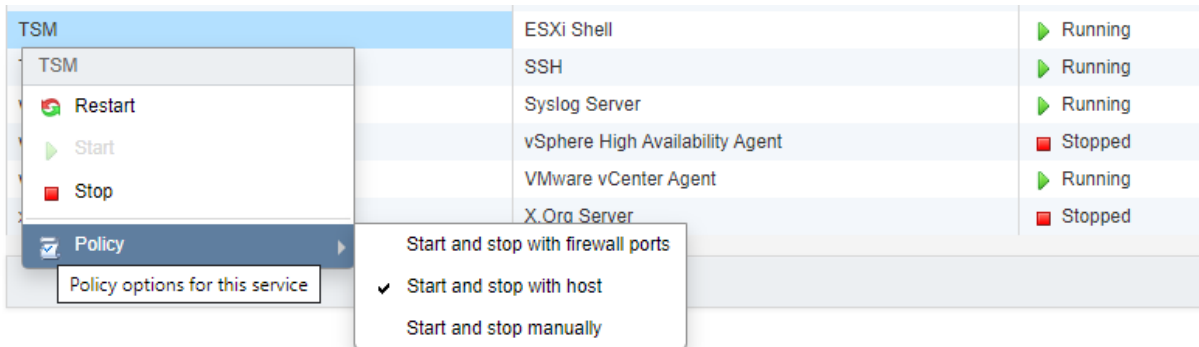 TSM ESXi Shell Running
TSM SSH Running
Restart Syslog Server Running
Start vSphere High Availability Agent Stopped
Stop VMware vCenter Agent Running
X.Org Server Stopped
Policy Start and stop with firewall ports
Policy options for this service Start and stop with host
Start and stop manually